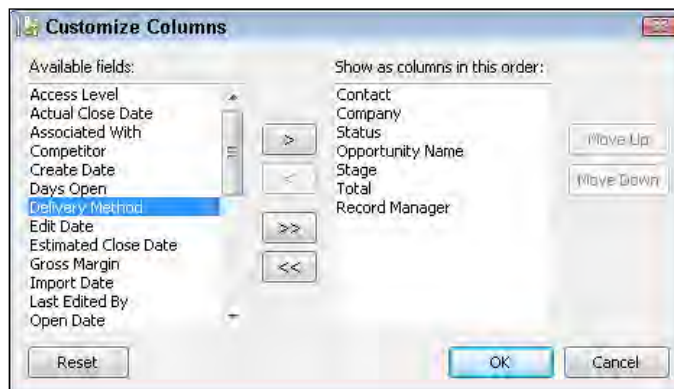 Customize Columns
Available fields:
Access Level
Actual Close Date
Associated With
Competitor
Create Date
Days Open
Delivery Method
Edit Date
Estimated Close Date
Gross Margin
Import Date
Last Edited By
Open Date
>
<
>>
<<
Show as columns in this order:
Contact
Company
Status
Opportunity Name
Stage
Total
Record Manager
Move Up
Move Down
Reset
OK
Cancel